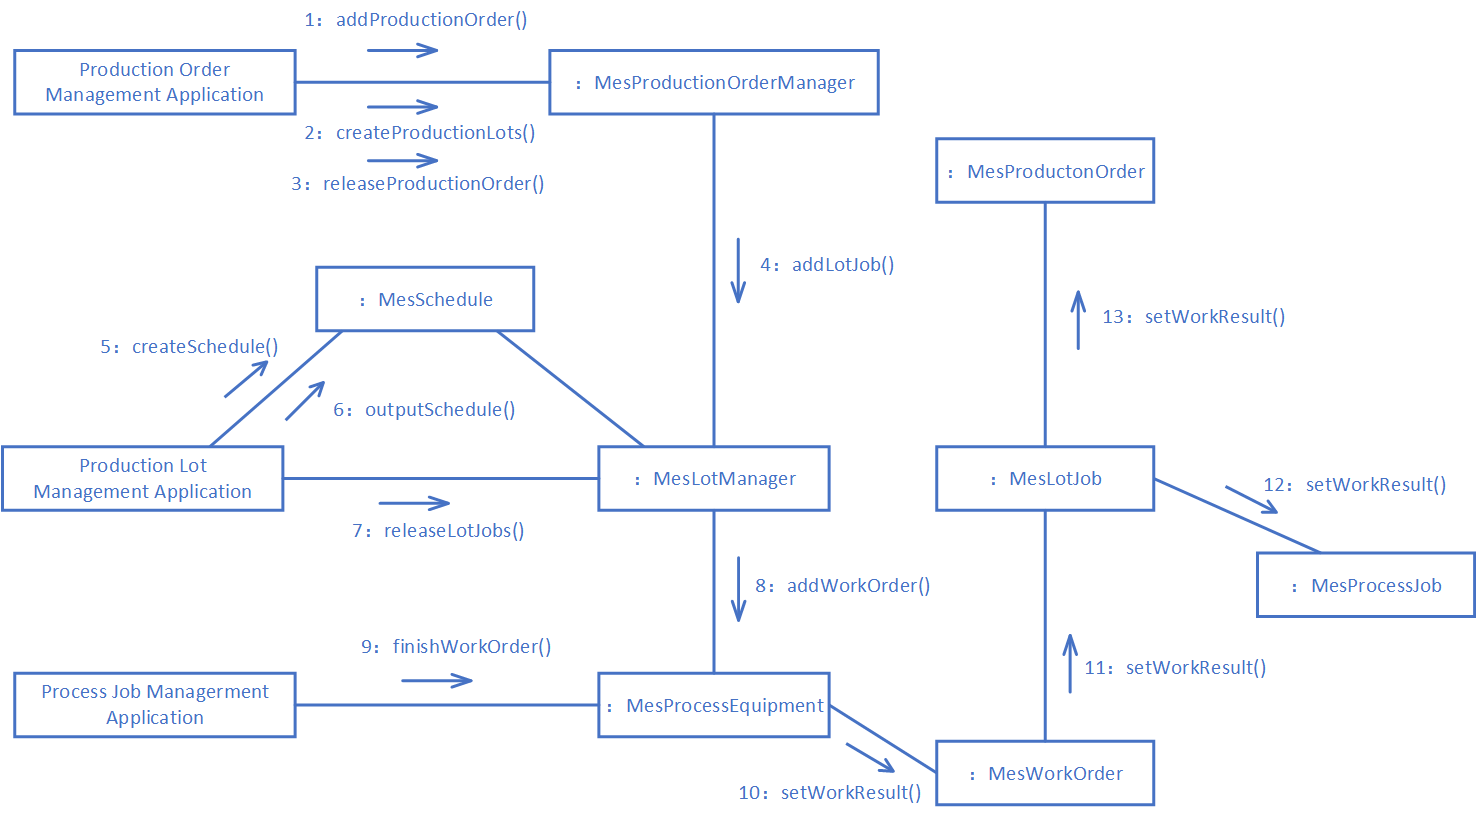 1：addProductionOrder()
Production Order
Management Application
：MesProductionOrderManager
2：createProductionLots()
3：releaseProductionOrder()
：MesProductonOrder
4：addLotJob()
：MesSchedule
13：setWorkResult()
5：createSchedule()
6：outputSchedule()
Production Lot
Management Application
：MesLotManager
：MesLotJob
12：setWorkResult()
7：releaseLotJobs()
8：addWorkOrder()
：MesProcessJob
9：finishWorkOrder()
11：setWorkResult()
Process Job Managerment
Application
：MesProcessEquipment
：MesWorkOrder
10：setWorkResult()